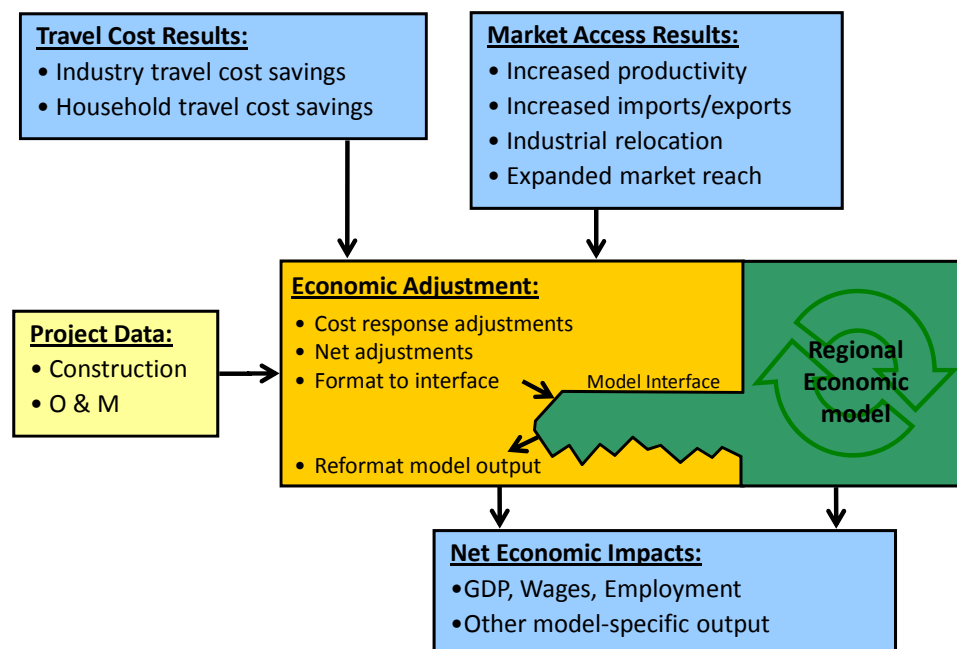 Travel Cost Results:
• Industry travel cost savings
• Household travel cost savings
Market Access Results:
• Increased productivity
• Increased imports/exports
• Industrial relocation
• Expanded market reach
Project Data:
• Construction
• O & M
Economic Adjustment:
• Cost response adjustments
• Net adjustments
• Format to interface
Model Interface
• Reformat model output
Regional
Economic
model
Net Economic Impacts:
•GDP, Wages, Employment
•Other model-specific output